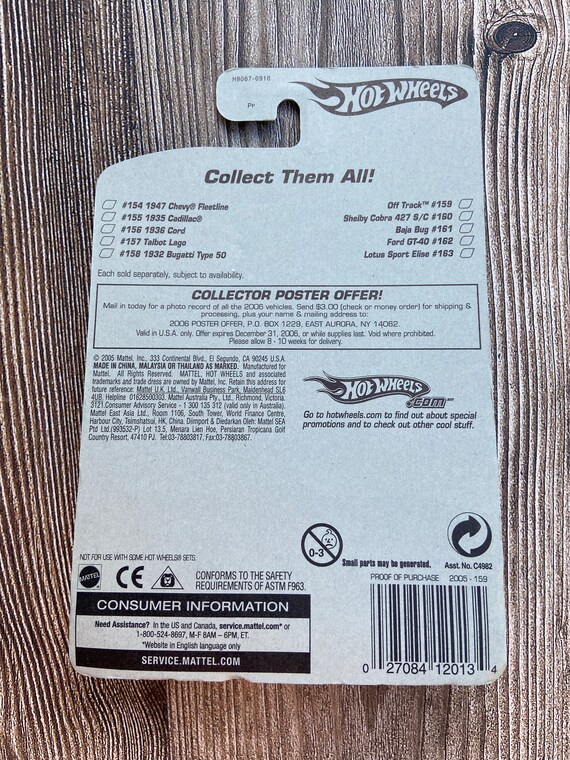 H9067-0918
Pr
HOT WHEELS
Collect Them All!
#154 1947 Chevy® Fleetline
#155 1935 Cadillac®
#156 1936 Cord
#157 Talbot Lago
#158 1932 Bugatti Type 50
Off Track™ #159
Shelby Cobra 427 S/C #160
Baja Bug #161
Ford GT-40 #162
Lotus Sport Elise #163
Each sold separately, subject to availability.
COLLECTOR POSTER OFFER!
Mail in today for a photo record of all the 2006 vehicles. Send $3.00 (check or money order) for shipping &
processing, plus your name & mailing address to:
2006 POSTER OFFER, P.O. BOX 1229, EAST AURORA, NY 14052.
Valid in U.S.A. only. Offer expires December 31, 2006, or while supplies last. Void where prohibited.
Please allow 8 - 10 weeks for delivery.
© 2005 Mattel, Inc., 333 Continental Blvd., El Segundo, CA 90245 U.S.A.
MADE IN CHINA, MALAYSIA OR THAILAND AS MARKED. Manufactured for
Mattel. All Rights Reserved. MATTEL, HOT WHEELS and associated
trademarks and trade dress are owned by Mattel, Inc. Retain this address for
future reference: Mattel U.K. Ltd., Vanwall Business Park, Maidenhead SL6
4UB. Helpline 01628500303. Mattel Australia Pty., Ltd., Richmond, Victoria.
3121.Consumer Advisory Service - 1 300 135 312 (valid only in Australia).
Mattel East Asia Ltd., Room 1106, South Tower, World Finance Centre,
Harbour City, Tsimshatsui, HK, China. Diimport & Diedarkan Oleh: Mattel SEA
Ptd Ltd.(993532-P) Lot 13.5, Menara Lien Hoe, Persiaran Tropicana Golf
Country Resort, 47410 PJ. Tel:03-78803817, Fax:03-78803867.
HOT WHEELS
.COM™
Go to hotwheels.com to find out about special
promotions and to check out other cool stuff.
0-3
Small parts may be generated.
Asst. No. C4982
NOT FOR USE WITH SOME HOT WHEELS® SETS.
MATTEL
CE
CONFORMS TO THE SAFETY
REQUIREMENTS OF ASTM F963.
PROOF OF PURCHASE 2005 - 159
CONSUMER INFORMATION
Need Assistance? In the US and Canada, service.mattel.com* or
1-800-524-8697, M-F 8AM – 6PM, ET.
*Website in English language only
SERVICE.MATTEL.COM
0 27084 12013 4